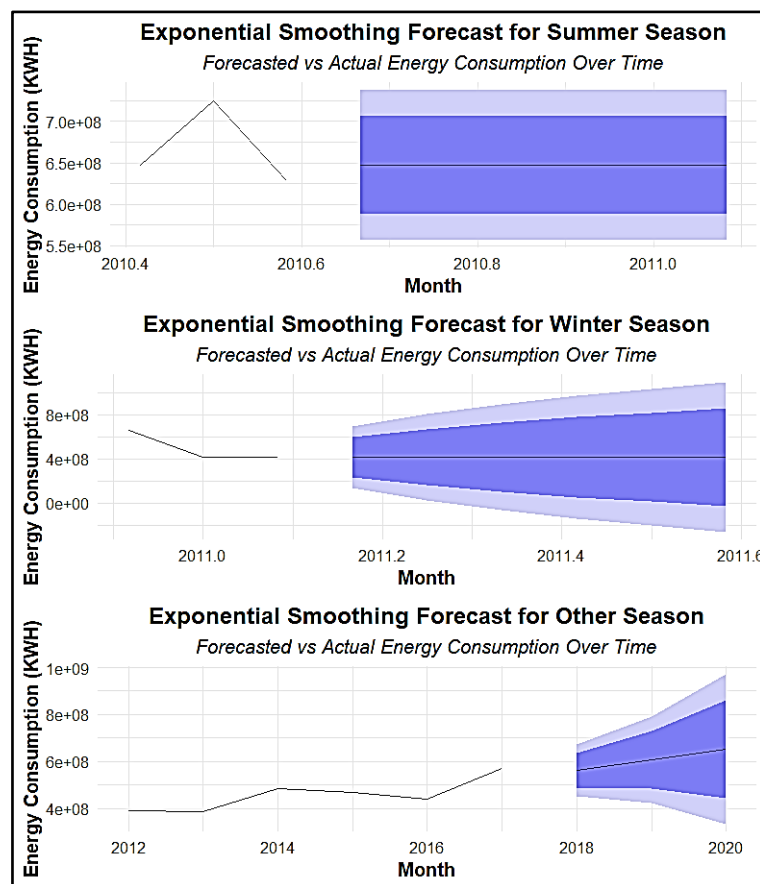 Exponential Smoothing Forecast for Summer Season
Forecasted vs Actual Energy Consumption Over Time
Energy Consumption (KWH)
7.0e+08
6.5e+08
6.0e+08
5.5e+08
2010.4 2010.6 2010.8 2011.0
Month
Exponential Smoothing Forecast for Winter Season
Forecasted vs Actual Energy Consumption Over Time
Energy Consumption (KWH)
8e+08
4e+08
0e+00
2011.0 2011.2 2011.4 2011.6
Month
Exponential Smoothing Forecast for Other Season
Forecasted vs Actual Energy Consumption Over Time
Energy Consumption (KWH)
1e+09
8e+08
6e+08
4e+08
2012 2014 2016 2018 2020
Month